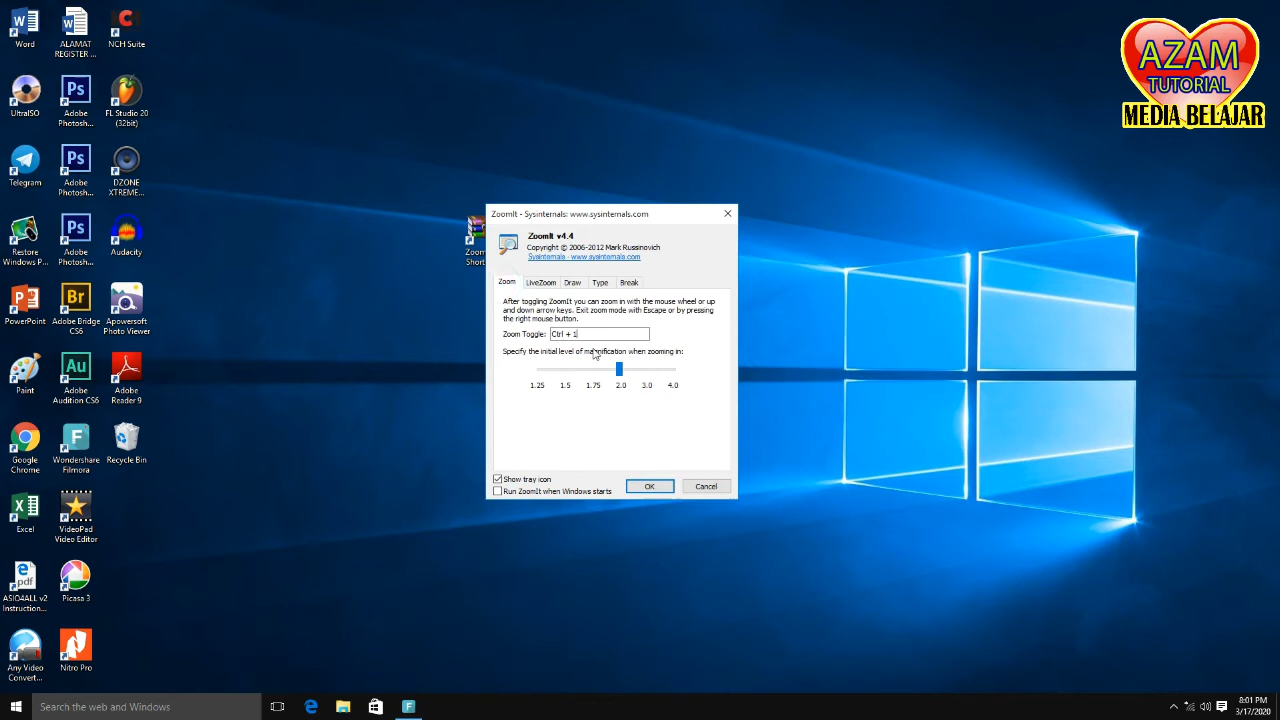 Word
ALAMAT
REGISTER ...
NCH Suite
AZAM
TUTORIAL
MEDIA BELAJAR
UltraISO
Adobe
Photosh...
FL Studio 20
(32bit)
Telegram
Adobe
Photosh...
DZONE
XTREME...
Restore
Windows P...
Adobe
Photosh...
Audacity
Zoom
Short
PowerPoint
Adobe Bridge
CS6
Apowersoft
Photo Viewer
Paint
Adobe
Audition CS6
Adobe
Reader 9
Google
Chrome
Wondershare
Filmora
Recycle Bin
Excel
VideoPad
Video Editor
ASIO4ALL v2
Instruction...
Picasa 3
Any Video
Convert...
Nitro Pro
ZoomIt - Sysinternals: www.sysinternals.com
ZoomIt v4.4
Copyright © 2006-2012 Mark Russinovich
Sysinternals - www.sysinternals.com
Zoom LiveZoom Draw Type Break
After toggling ZoomIt you can zoom in with the mouse wheel or up
and down arrow keys. Exit zoom mode with Escape or by pressing
the right mouse button.
Zoom Toggle: Ctrl + 1
Specify the initial level of magnification when zooming in:
1.25 1.5 1.75 2.0 3.0 4.0
Show tray icon
Run ZoomIt when Windows starts
OK Cancel
Search the web and Windows
8:01 PM
3/17/2020